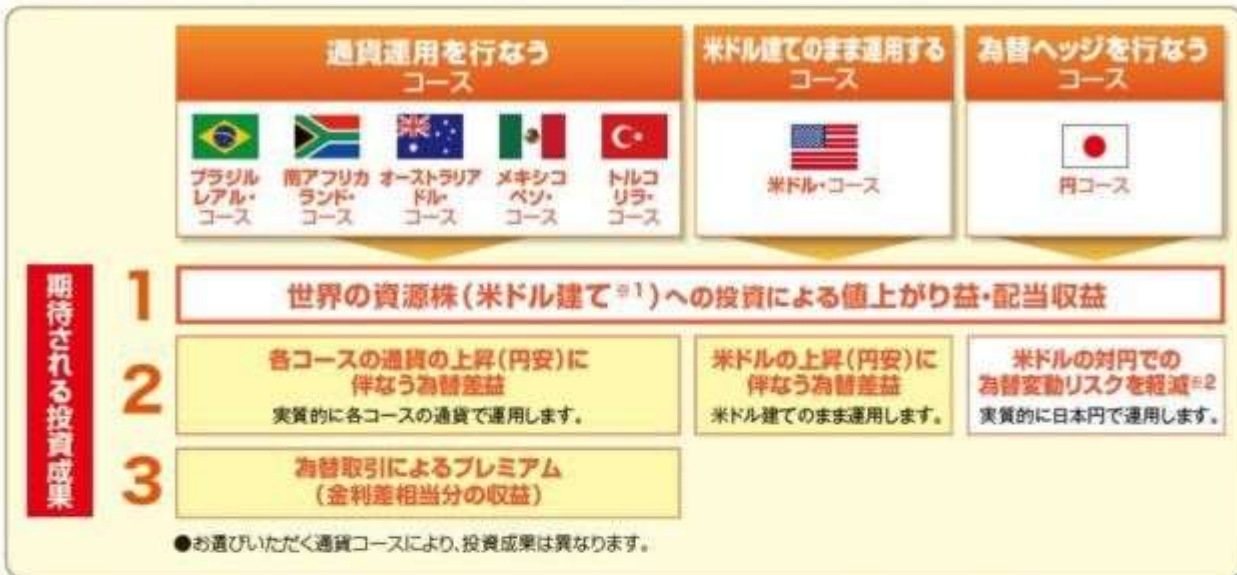 通貨運用を行なう
コース
米ドル建てのまま運用する
コース
為替ヘッジを行なう
コース
ブラジル
レアル・
コース
南アフリカ
ランド・
コース
オーストラリア
ドル・
コース
メキシコ
ペソ・
コース
トルコ
リラ・
コース
米ドル・コース
円コース
期待される投資成果
1
世界の資源株(米ドル建て※1)への投資による値上がり益・配当収益
2
各コースの通貨の上昇(円安)に
伴なう為替差益
実質的に各コースの通貨で運用します。
米ドルの上昇(円安)に
伴なう為替差益
米ドル建てのまま運用します。
米ドルの対円での
為替変動リスクを軽減※2
実質的に日本円で運用します。
3
為替取引によるプレミアム
(金利差相当分の収益)
●お選びいただく通貨コースにより、投資成果は異なります。